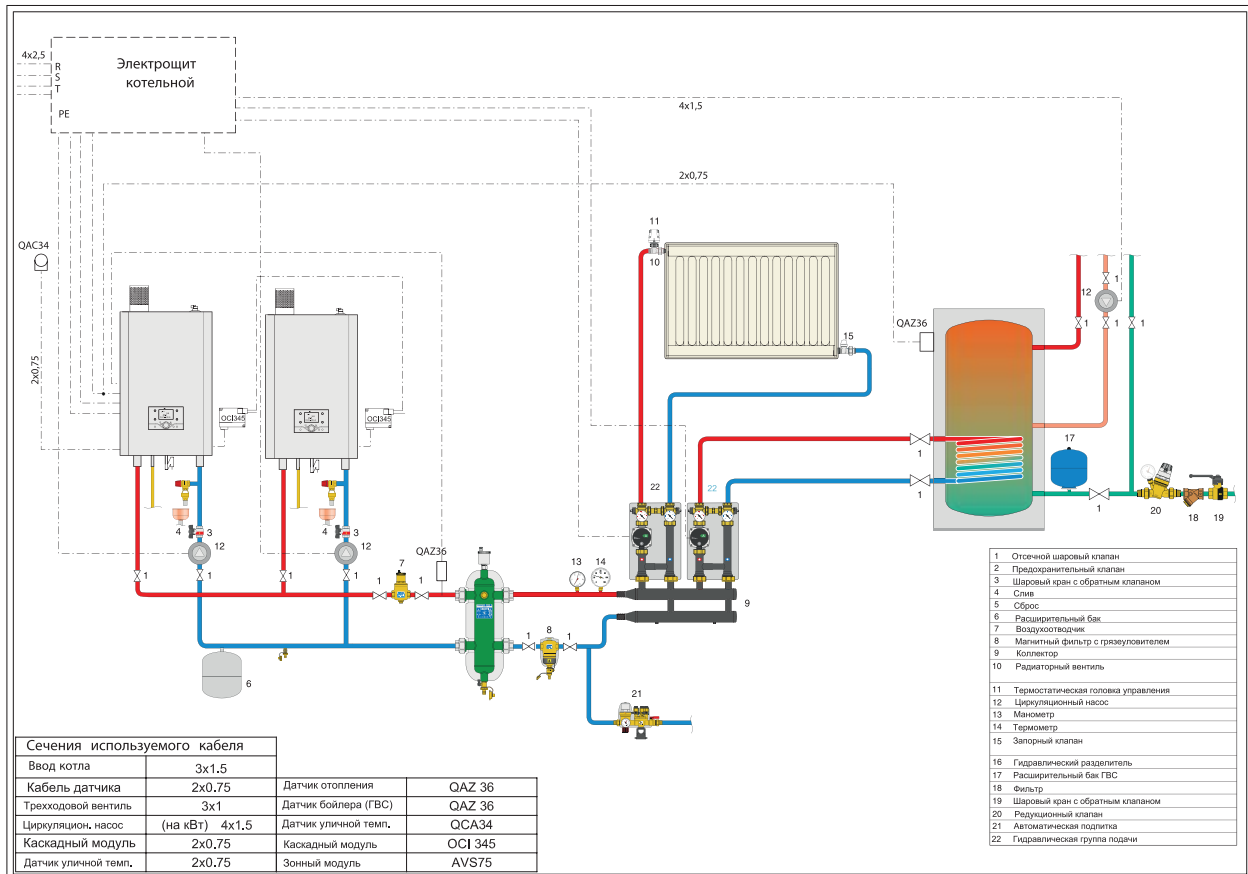 4x2,5
R
S
T
PE
Электрощит
котельной
4x1,5
2x0,75
QAC34
2x0,75
OCI345
OCI345
11
10
15
QAZ36
1
12
1
1
1
17
1
1
1
20
18
19
4
3
12
1
1
4
3
12
1
1
7
1
1
QAZ36
13
14
22
22
9
8
1
1
6
21
1 Отсечной шаровый клапан
2 Предохранительный клапан
3 Шаровый кран с обратным клапаном
4 Слив
5 Сброс
6 Расширительный бак
7 Воздухоотводчик
8 Магнитный фильтр с грязеуловителем
9 Коллектор
10 Радиаторный вентиль
11 Термостатическая головка управления
12 Циркуляционный насос
13 Манометр
14 Термометр
15 Запорный клапан
16 Гидравлический разделитель
17 Расширительный бак ГВС
18 Фильтр
19 Шаровый кран с обратным клапаном
20 Редукционный клапан
21 Автоматическая подпитка
22 Гидравлическая группа подачи
Сечения используемого кабеля
Ввод котла 3x1.5
Кабель датчика 2x0.75 Датчик отопления QAZ 36
Трехходовой вентиль 3x1 Датчик бойлера (ГВС) QAZ 36
Циркуляцион. насос (на кВт) 4x1.5 Датчик уличной темп. QCA34
Каскадный модуль 2x0.75 Каскадный модуль OCI 345
Датчик уличной темп. 2x0.75 Зонный модуль AVS75